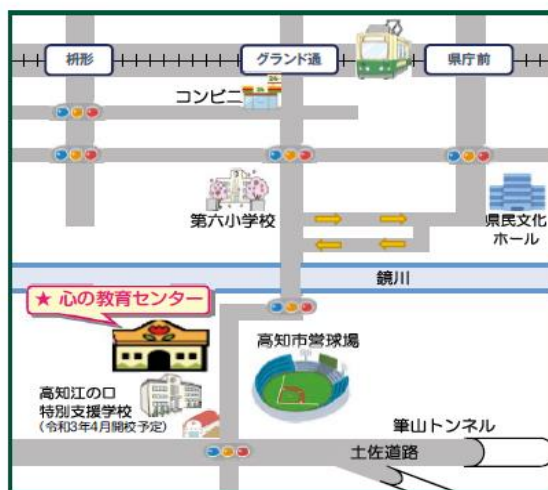 枡形
グランド通
県庁前
コンビニ
第六小学校
県民文化
ホール
鏡川
★ 心の教育センター
高知市営球場
高知江の口
特別支援学校
（令和3年4月開校予定）
筆山トンネル
土佐道路